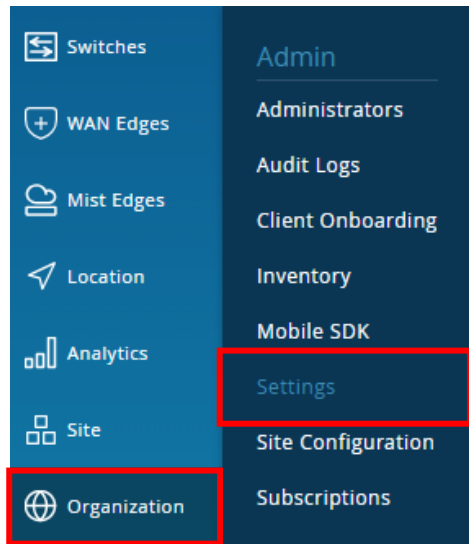 Switches
WAN Edges
Mist Edges
Location
Analytics
Site
Organization
Admin
Administrators
Audit Logs
Client Onboarding
Inventory
Mobile SDK
Settings
Site Configuration
Subscriptions